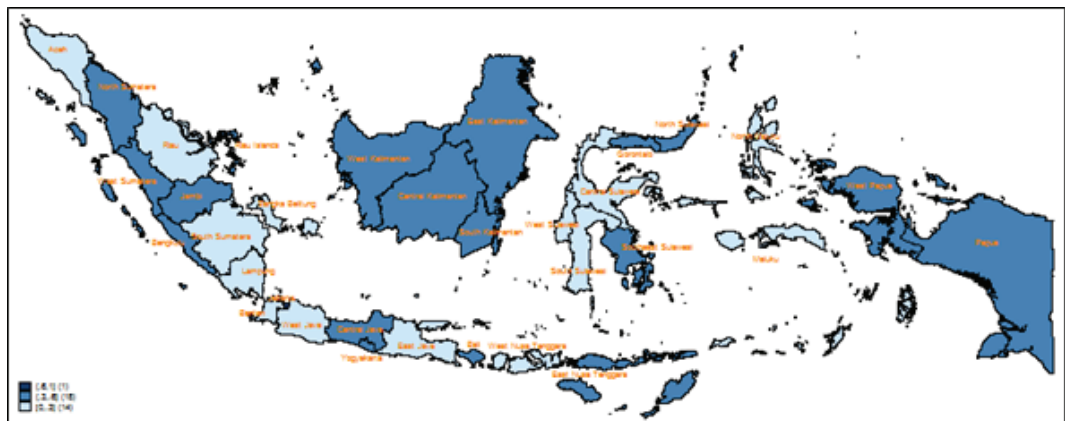 Aceh
North Sumatera
Riau
Riau Islands
West Sumatera
Jambi
Bangka Belitung
Bengkulu
South Sumatera
Lampung
Banten
West Java
Central Java
Yogyakarta
East Java
Bali
West Nusa Tenggara
East Nusa Tenggara
West Kalimantan
Central Kalimantan
South Kalimantan
East Kalimantan
North Sulawesi
Gorontalo
Central Sulawesi
West Sulawesi
South Sulawesi
Southeast Sulawesi
Maluku
West Papua
Papua